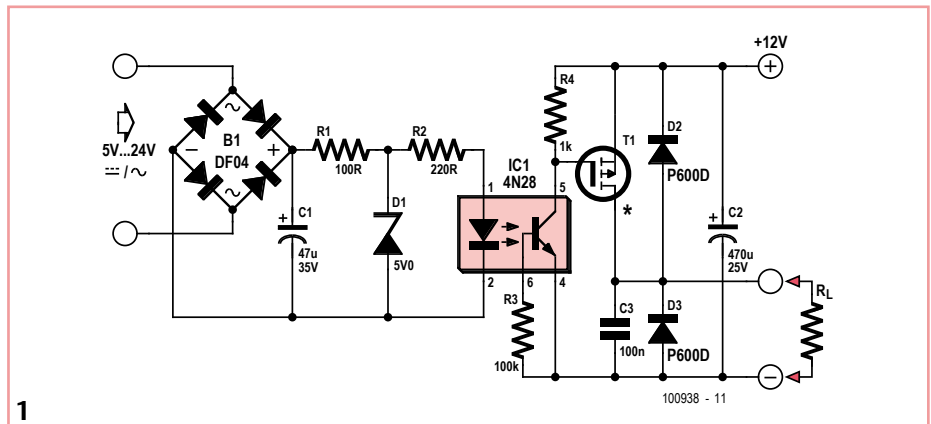 +12V
5V...24V
⎓ / ∿
B1
DF04
∿
∿
−
+
R1
100R
R2
220R
D1
5V0
+
C1
47u
35V
IC1
4N28
1
2
4
5
6
R3
100k
R4
1k
T1
*
D2
P600D
D3
P600D
C3
100n
+
C2
470u
25V
+
RL
−
100938 - 11
1